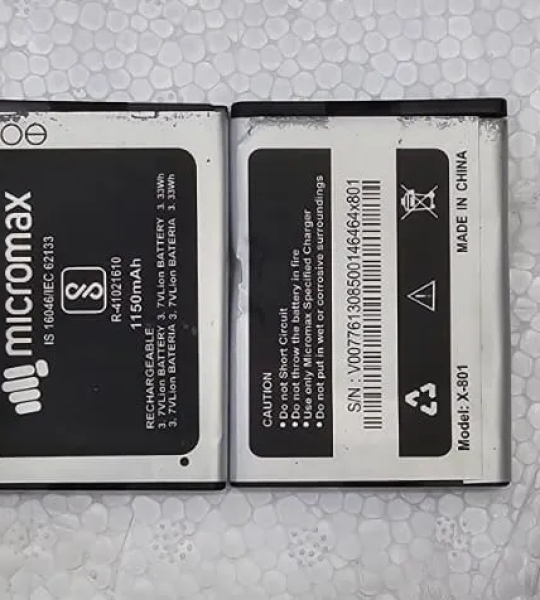 micromax
IS 16046/IEC 62133
R-41021610
1150mAh
RECHARGEABLE
3. 7VLion BATTERY 3. 7VLion BATTERY 3. 33Wh
3. 7VLion BATERIA 3. 7VLion BATERIA 3. 33Wh
CAUTION
• Do not Short Circuit
• Do not throw the battery in fire
• Use only Micromax Specified Charger
• Do not put in wet or corrosive surroundings
S/N : V007761308500146464x801
Model: X-801 MADE IN CHINA